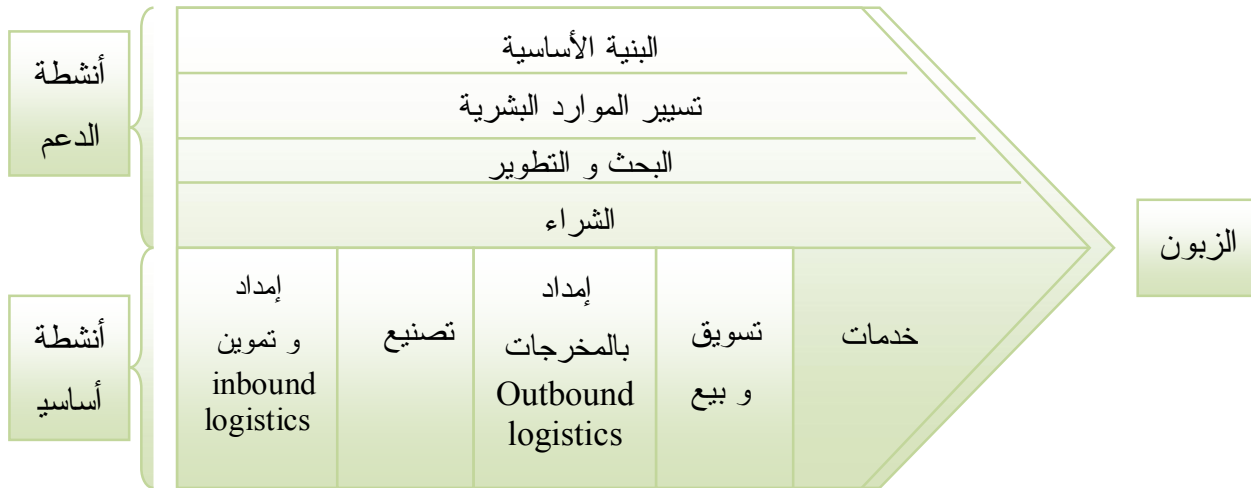 أنشطة
الدعم
البنية الأساسية
تسيير الموارد البشرية
البحث و التطوير
الشراء
الزبون
أنشطة
أساسيـ
إمداد
و تموين
inbound
logistics
تصنيع
إمداد
بالمخرجات
Outbound
logistics
تسويق
و بيع
خدمات